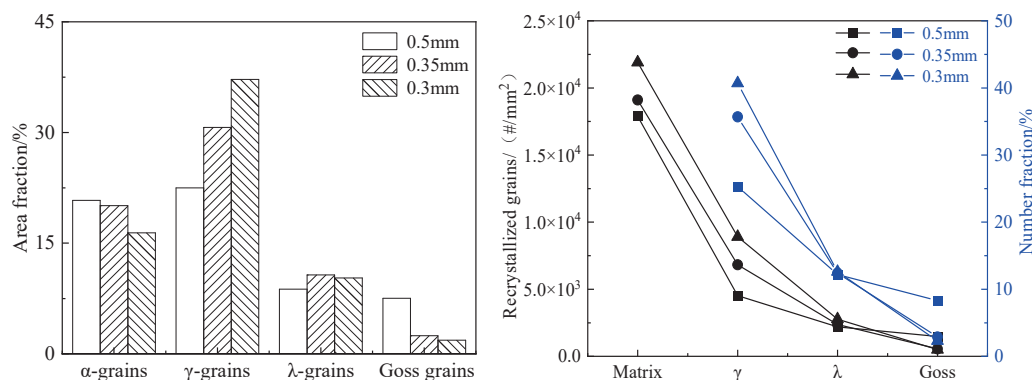 45
30
15
0
Area fraction/%
0.5mm
0.35mm
0.3mm
α-grains
γ-grains
λ-grains
Goss grains
2.5×10⁴
2.0×10⁴
1.5×10⁴
1.0×10⁴
5.0×10³
0.0
Recrystallized grains/（#/mm²）
0.5mm
0.35mm
0.3mm
50
40
30
20
10
0
Number fraction/%
Matrix
γ
λ
Goss